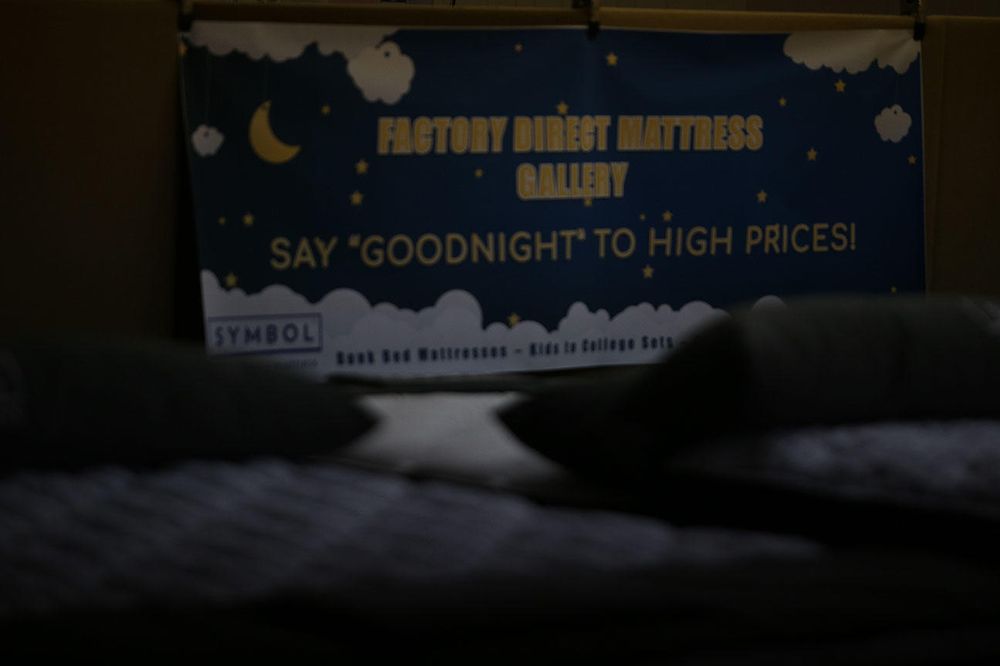 FACTORY DIRECT MATTRESS
GALLERY
SAY "GOODNIGHT" TO HIGH PRICES!
SYMBOL
Bunk Bed Mattresses – Kids to College Sets –